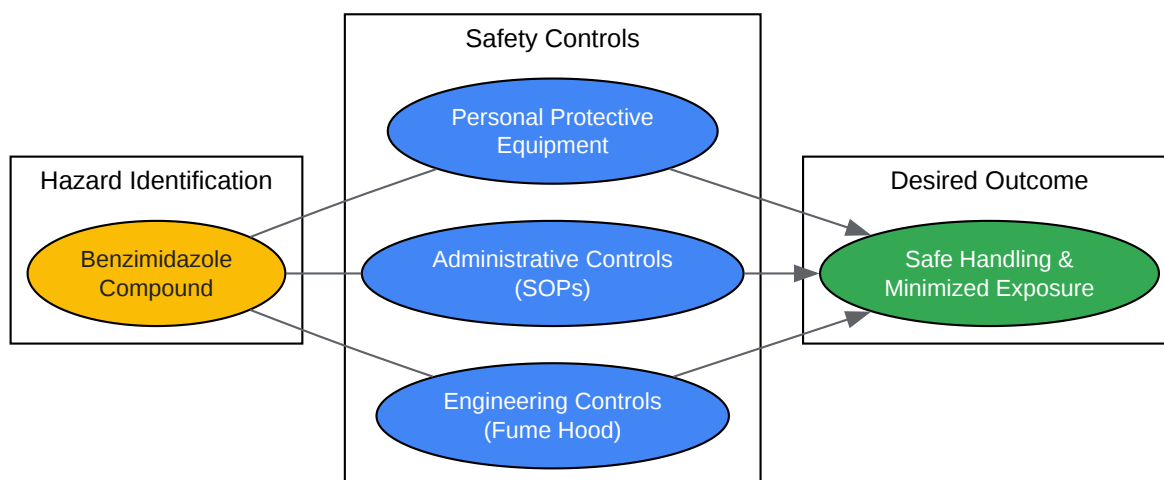 Safety Controls
Personal Protective
Equipment
Hazard Identification
Benzimidazole
Compound
Administrative Controls
(SOPs)
Engineering Controls
(Fume Hood)
Desired Outcome
Safe Handling &
Minimized Exposure